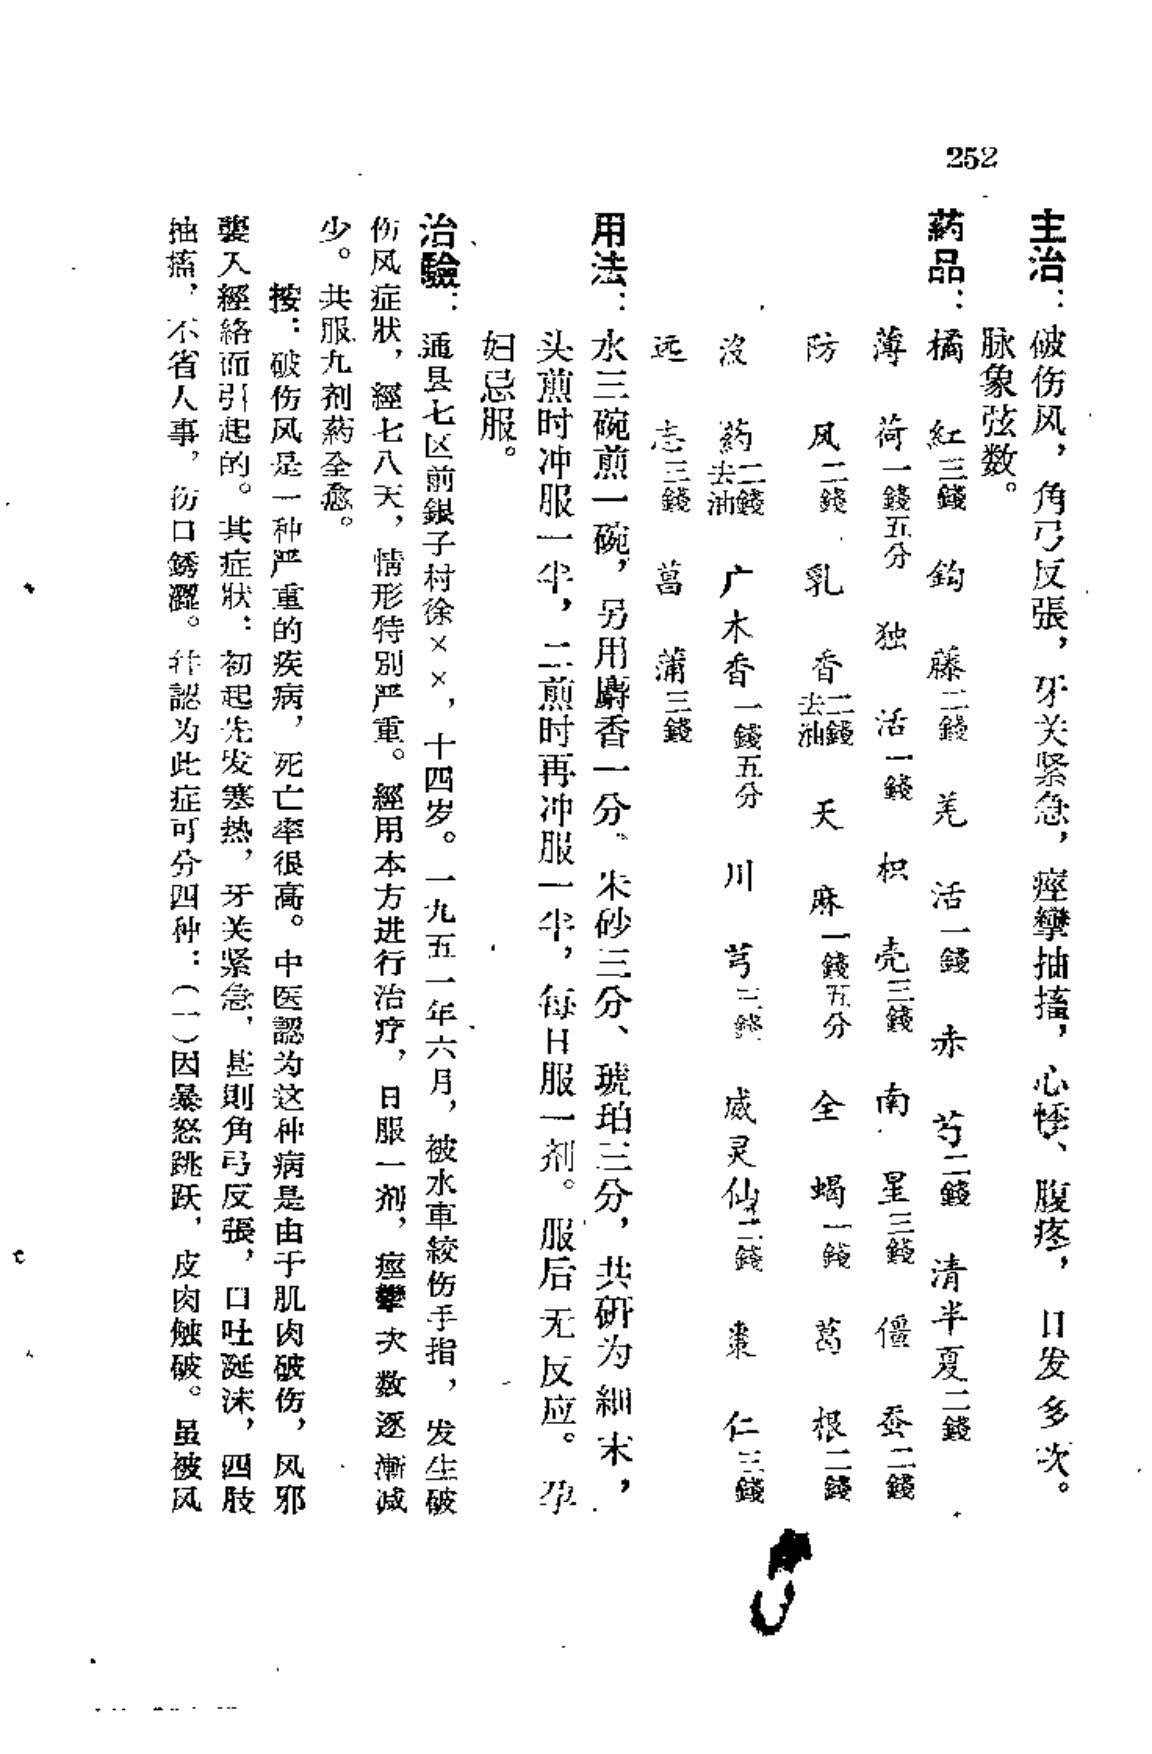 252
主治：破伤风，角弓反張，牙关紧急，痙攣抽搐，心悸、腹疼，日发多次。
脉象弦数。
葯品：橘紅三錢 鈎藤二錢 羌活一錢 赤芍二錢 清半夏二錢
薄荷一錢五分 独活一錢 枳壳三錢 南星三錢 僵蚕二錢
防风二錢 乳香二錢去油 天麻一錢五分 全蝎一錢 葛根二錢
沒葯二錢去油 广木香一錢五分 川芎三錢 威灵仙二錢 棗仁三錢
远志三錢 菖蒲三錢
用法：水三碗煎一碗，另用麝香一分、朱砂三分、琥珀三分，共研为細末，
头煎时冲服一半，二煎时再冲服一半，每日服一剂。服后无反应。孕
妇忌服。
治驗：通县七区前銀子村徐××，十四岁。一九五一年六月，被水車絞伤手指，发生破
伤风症狀，經七八天，情形特別严重。經用本方进行治疗，日服一剂，痙攣次数逐漸减
少。共服九剂葯全愈。
按：破伤风是一种严重的疾病，死亡率很高。中医認为这种病是由于肌肉破伤，风邪
襲入經絡而引起的。其症狀：初起先发寒热，牙关紧急，甚則角弓反張，口吐涎沫，四肢
抽搐，不省人事，伤口銹澀。幷認为此症可分四种：（一）因暴怒跳跃，皮肉触破。虽被风